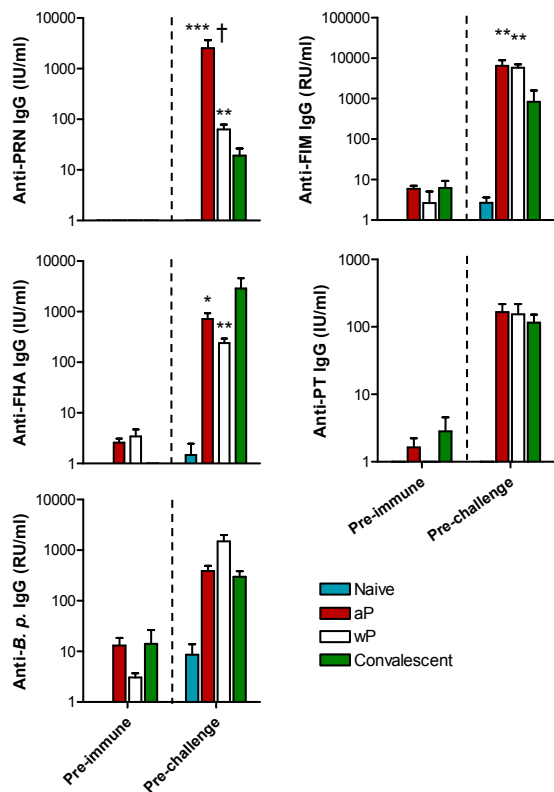 Anti-PRN IgG (IU/ml)
10000
1000
100
10
1
*** †
**
Anti-FIM IgG (RU/ml)
100000
10000
1000
100
10
1
** **
Anti-FHA IgG (IU/ml)
10000
1000
100
10
1
*
**
Anti-PT IgG (IU/ml)
1000
100
10
1
Pre-immune
Pre-challenge
Anti-B. p. IgG (RU/ml)
10000
1000
100
10
1
Pre-immune
Pre-challenge
Naive
aP
wP
Convalescent